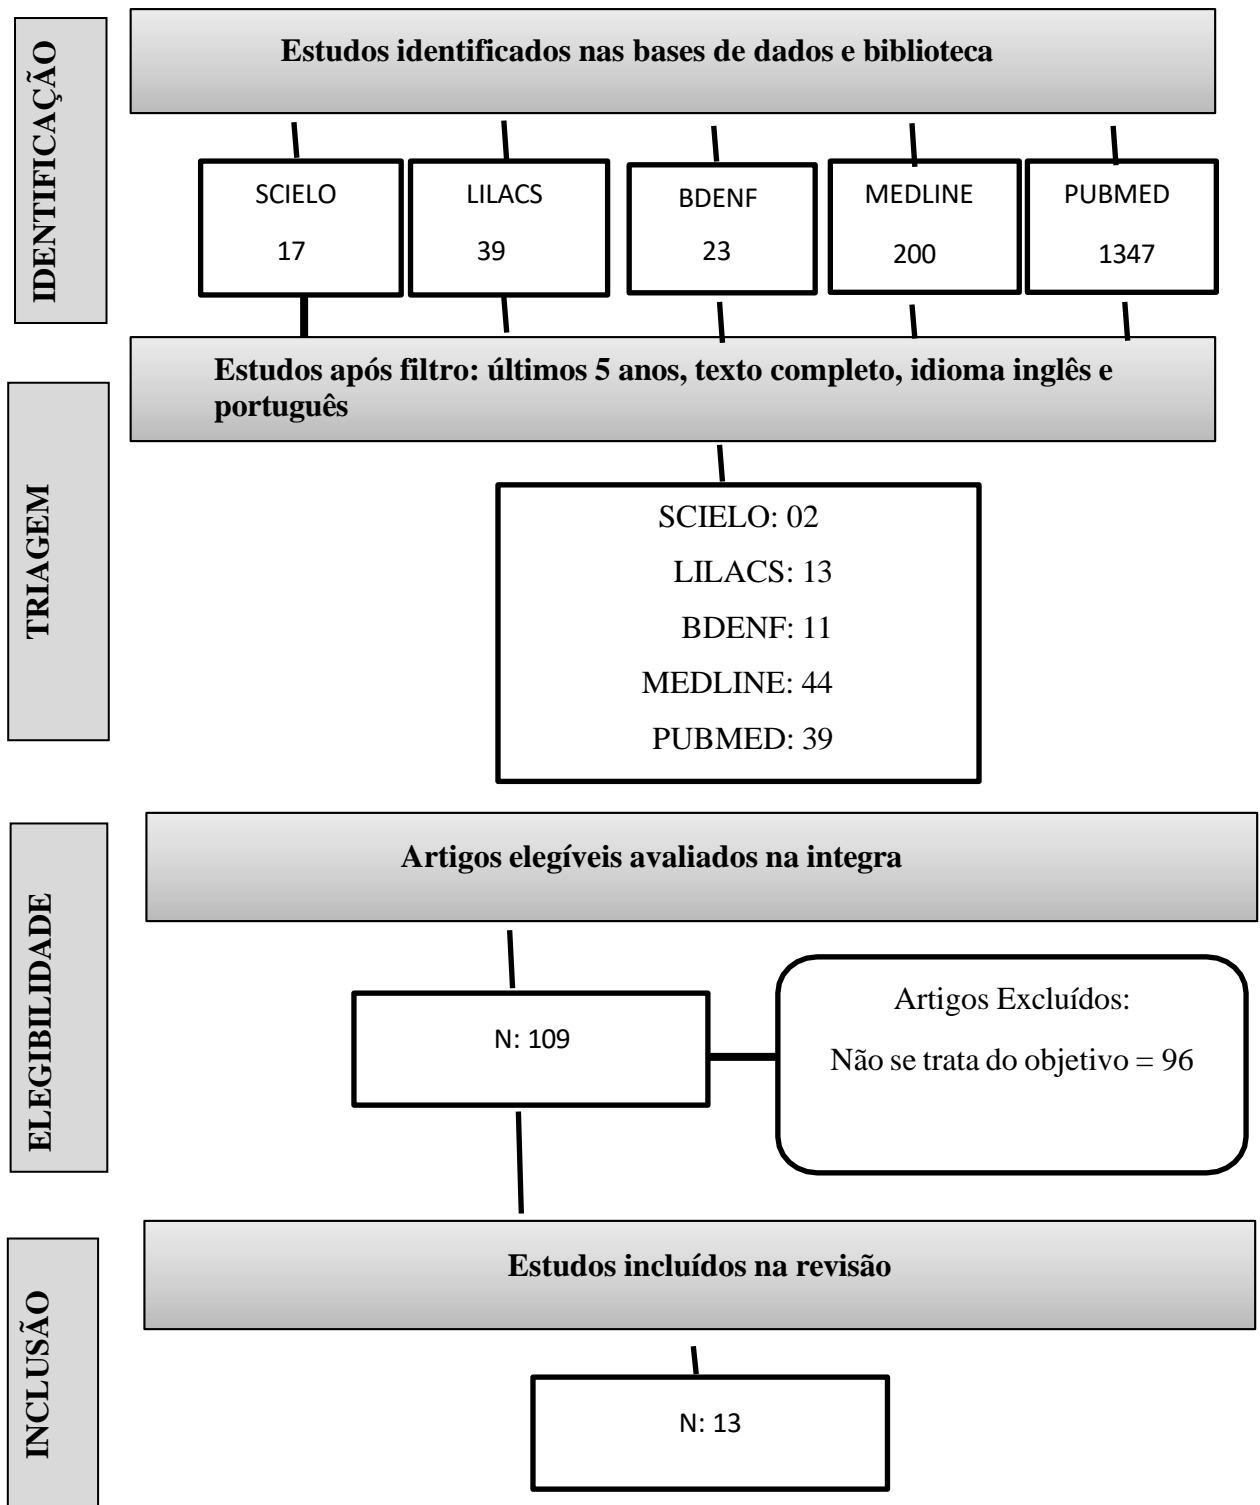 IDENTIFICAÇÃO
Estudos identificados nas bases de dados e biblioteca
SCIELO
17
LILACS
39
BDENF
23
MEDLINE
200
PUBMED
1347
TRIAGEM
Estudos após filtro: últimos 5 anos, texto completo, idioma inglês e
português
SCIELO: 02
LILACS: 13
BDENF: 11
MEDLINE: 44
PUBMED: 39
ELEGIBILIDADE
Artigos elegíveis avaliados na integra
N: 109
Artigos Excluídos:
Não se trata do objetivo = 96
INCLUSÃO
Estudos incluídos na revisão
N: 13